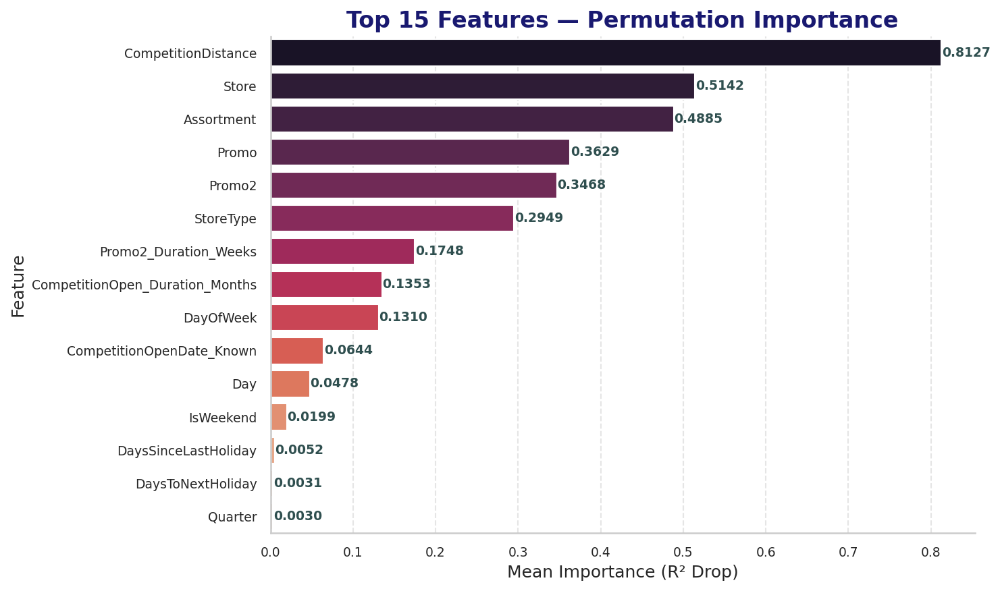 Top 15 Features — Permutation Importance
CompetitionDistance 0.8127
Store 0.5142
Assortment 0.4885
Promo 0.3629
Promo2 0.3468
StoreType 0.2949
Promo2_Duration_Weeks 0.1748
CompetitionOpen_Duration_Months 0.1353
DayOfWeek 0.1310
CompetitionOpenDate_Known 0.0644
Day 0.0478
IsWeekend 0.0199
DaysSinceLastHoliday 0.0052
DaysToNextHoliday 0.0031
Quarter 0.0030
Feature
0.0 0.1 0.2 0.3 0.4 0.5 0.6 0.7 0.8
Mean Importance (R² Drop)